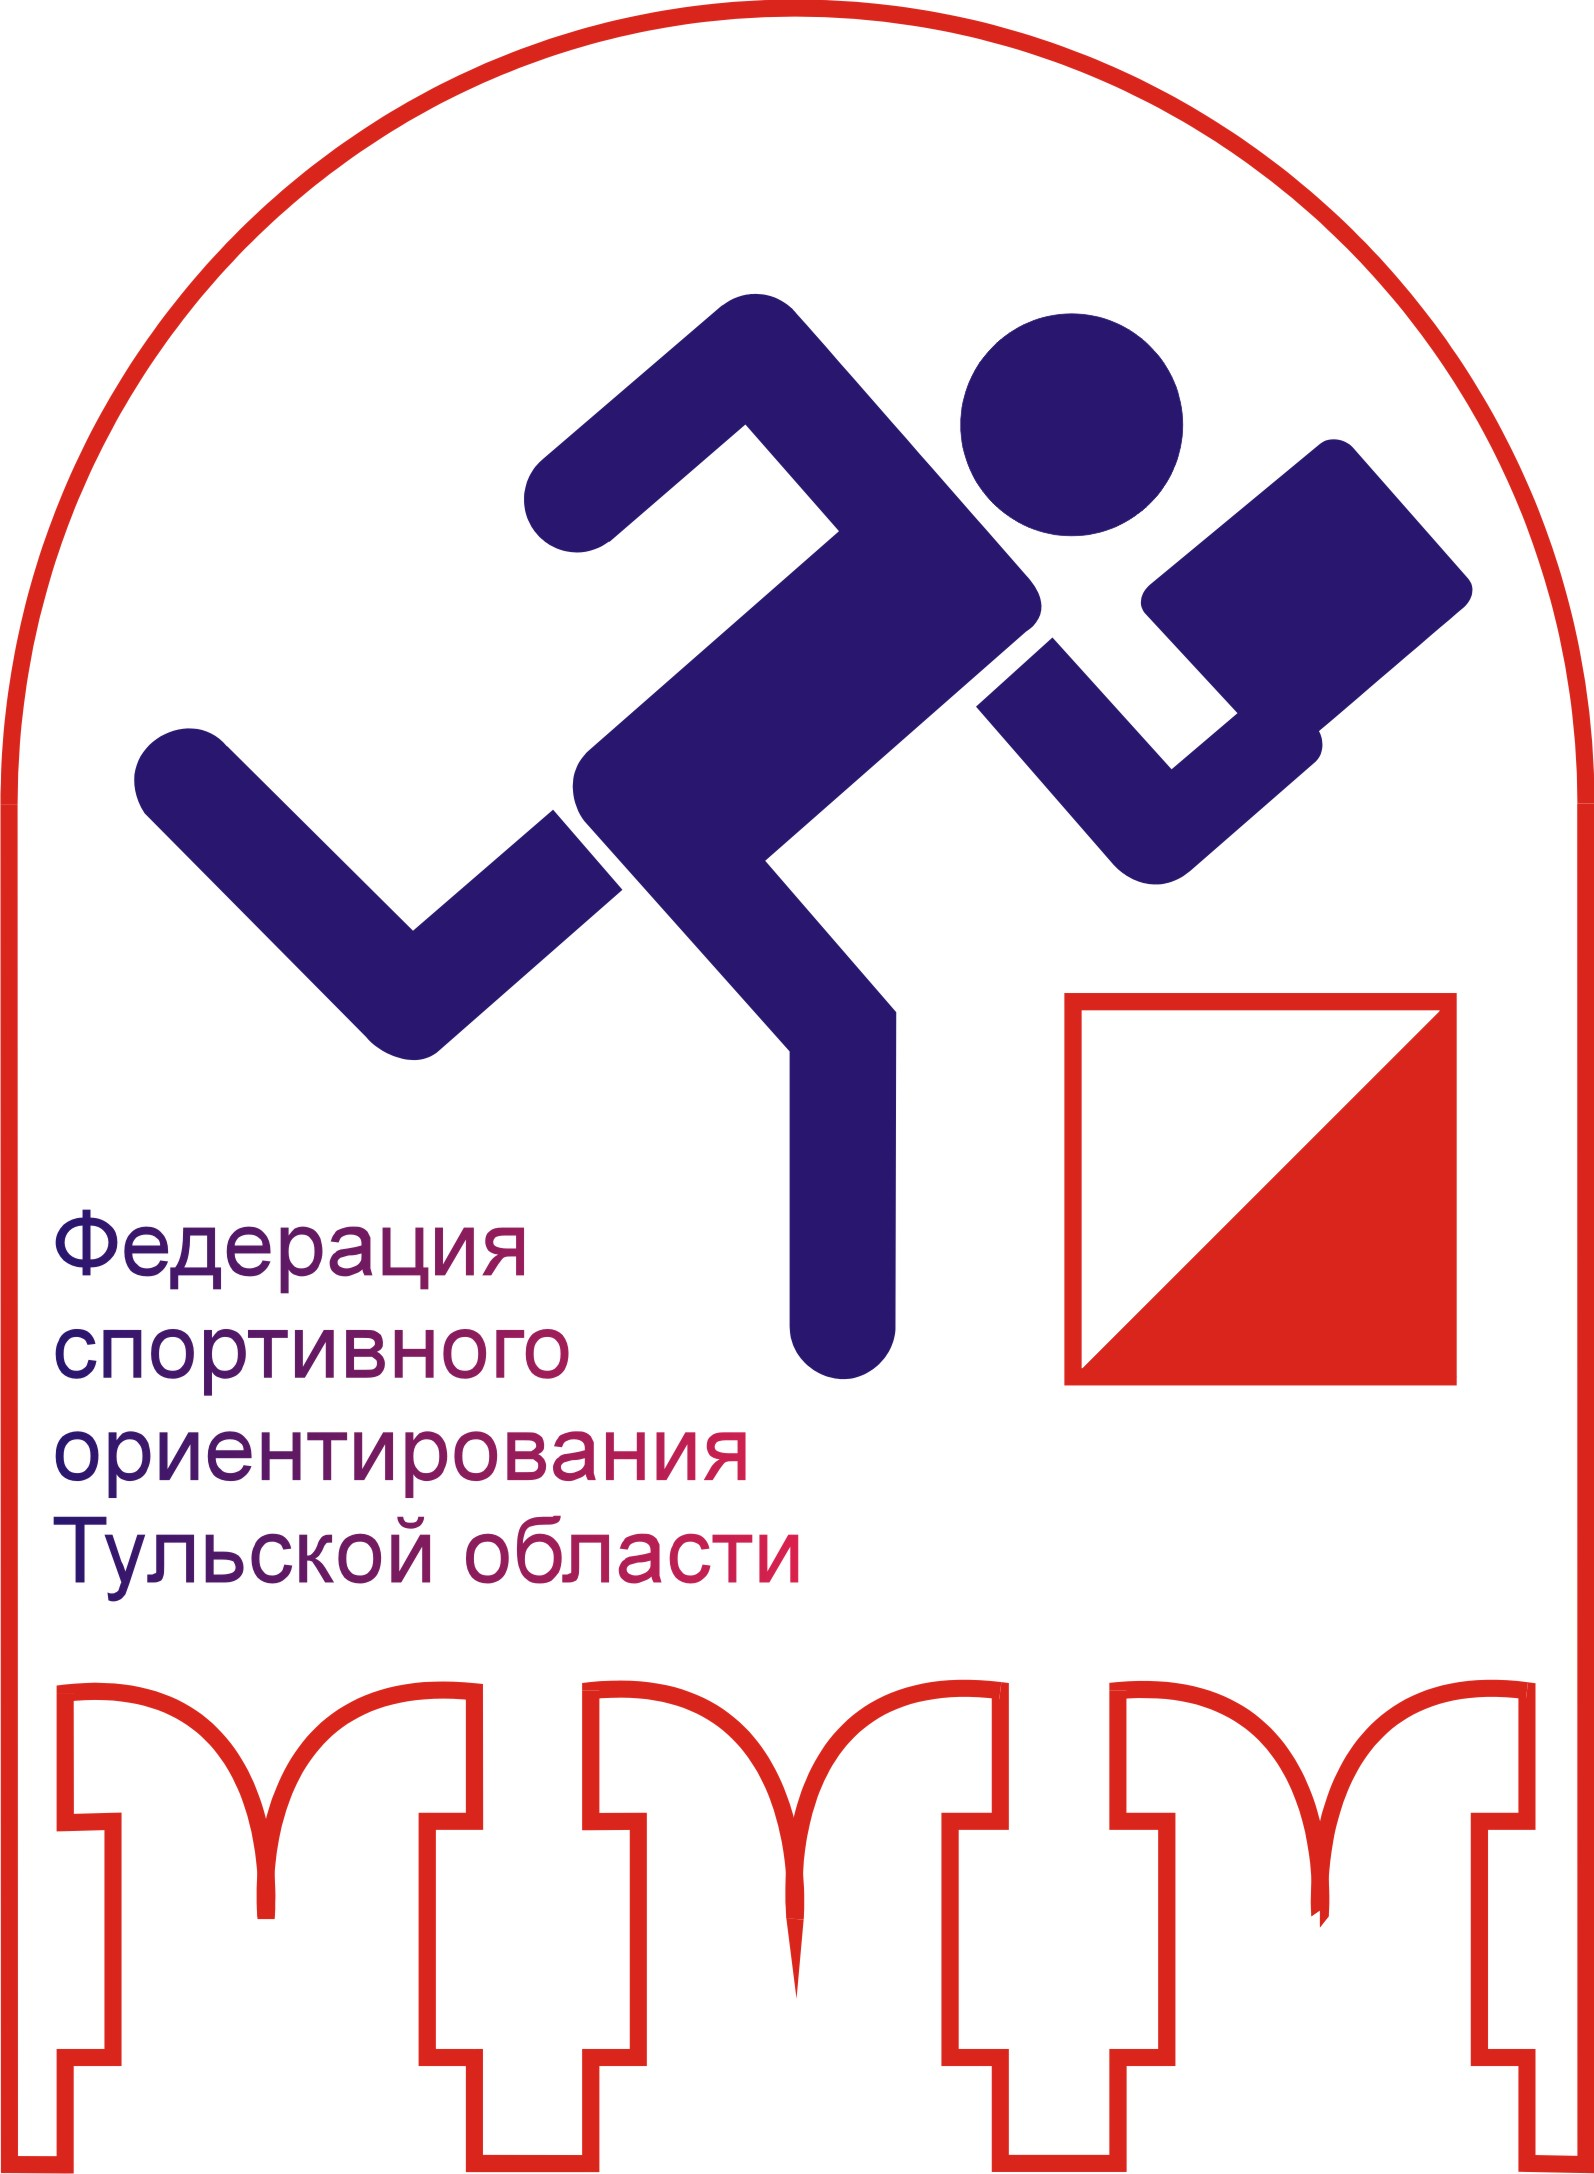 Федерация
спортивного
ориентирования
Тульской области